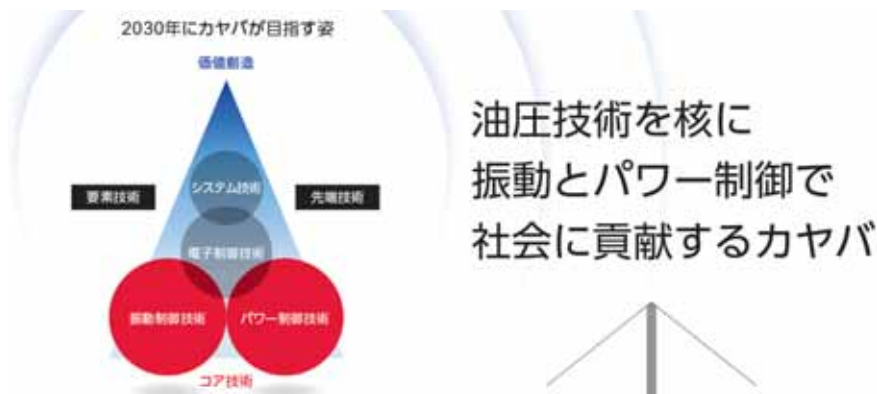 2030年にカヤバが目指す姿
価値創造
システム技術
要素技術
先端技術
電子制御技術
振動制御技術
パワー制御技術
コア技術
油圧技術を核に
振動とパワー制御で
社会に貢献するカヤバ